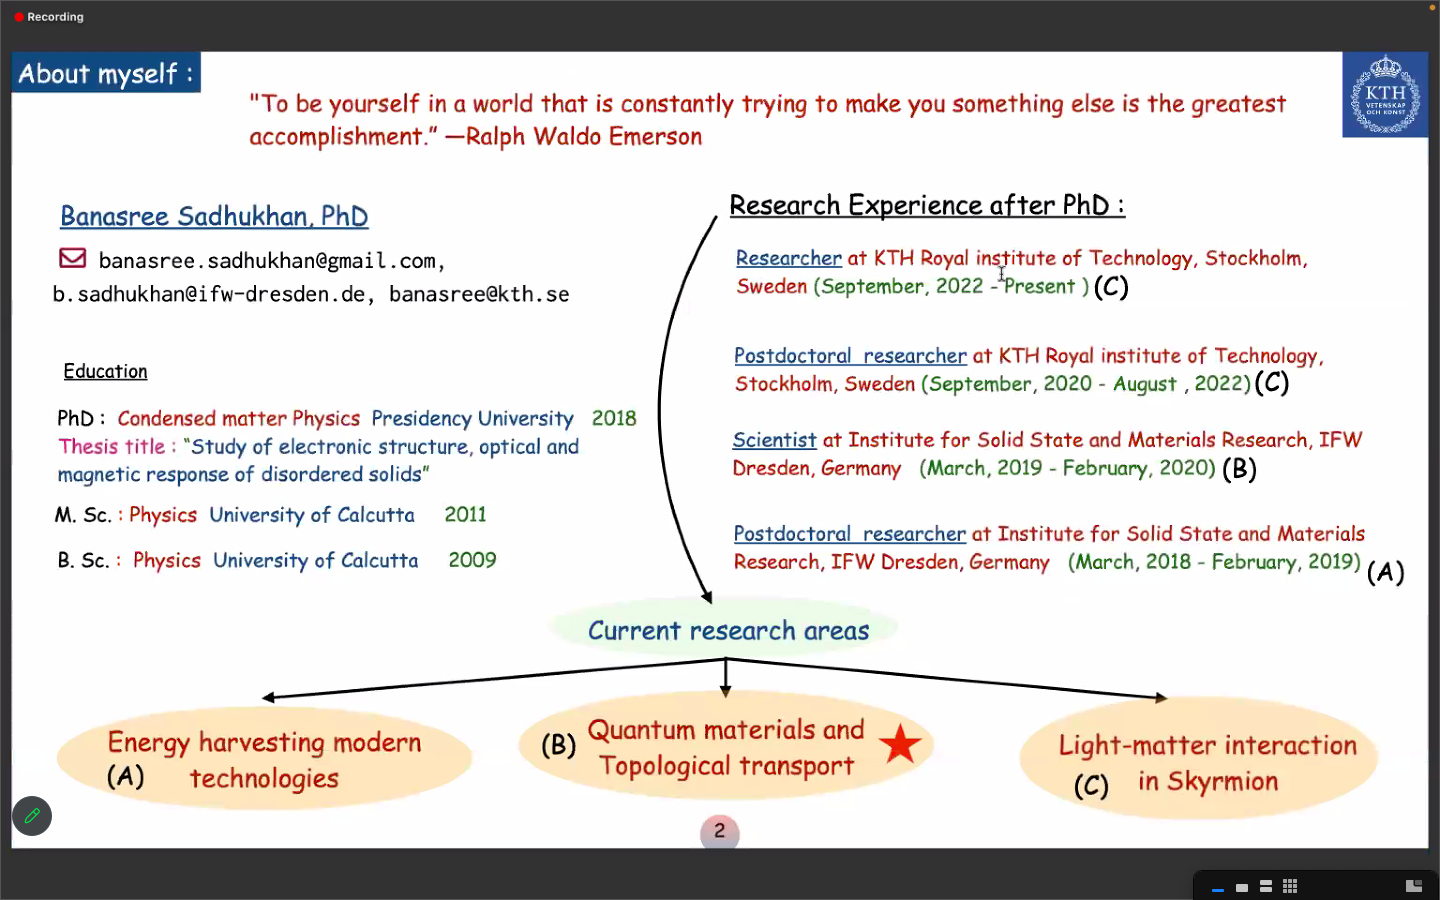 Recording
About myself :
"To be yourself in a world that is constantly trying to make you something else is the greatest
accomplishment.” —Ralph Waldo Emerson
KTH
VETENSKAP
OCH KONST
Banasree Sadhukhan, PhD
banasree.sadhukhan@gmail.com,
b.sadhukhan@ifw-dresden.de, banasree@kth.se
Education
PhD : Condensed matter Physics Presidency University 2018
Thesis title : “Study of electronic structure, optical and
magnetic response of disordered solids”
M. Sc. : Physics University of Calcutta 2011
B. Sc. : Physics University of Calcutta 2009
Research Experience after PhD :
Researcher at KTH Royal institute of Technology, Stockholm,
Sweden (September, 2022 - Present ) (C)
Postdoctoral researcher at KTH Royal institute of Technology,
Stockholm, Sweden (September, 2020 - August , 2022) (C)
Scientist at Institute for Solid State and Materials Research, IFW
Dresden, Germany (March, 2019 - February, 2020) (B)
Postdoctoral researcher at Institute for Solid State and Materials
Research, IFW Dresden, Germany (March, 2018 - February, 2019) (A)
Current research areas
Energy harvesting modern
(A) technologies
(B) Quantum materials and
Topological transport
Light-matter interaction
(C) in Skyrmion
2